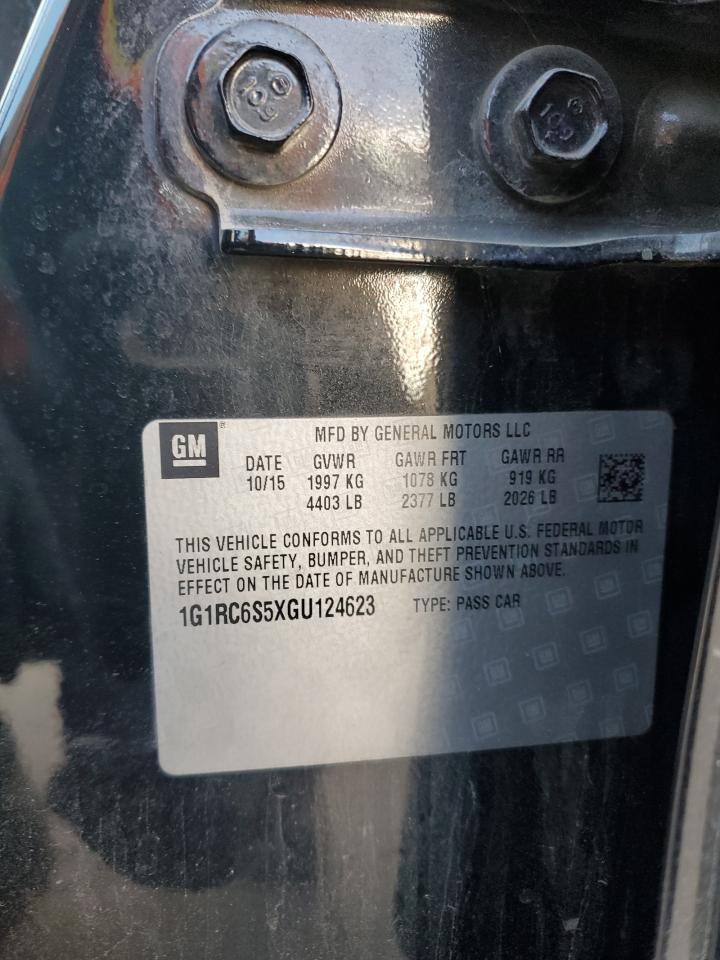 109
109
GM
MFD BY GENERAL MOTORS LLC
DATE GVWR GAWR FRT GAWR RR
10/15 1997 KG 1078 KG 919 KG
4403 LB 2377 LB 2026 LB
THIS VEHICLE CONFORMS TO ALL APPLICABLE U.S. FEDERAL MOTOR
VEHICLE SAFETY, BUMPER, AND THEFT PREVENTION STANDARDS IN
EFFECT ON THE DATE OF MANUFACTURE SHOWN ABOVE.
1G1RC6S5XGU124623 TYPE: PASS CAR